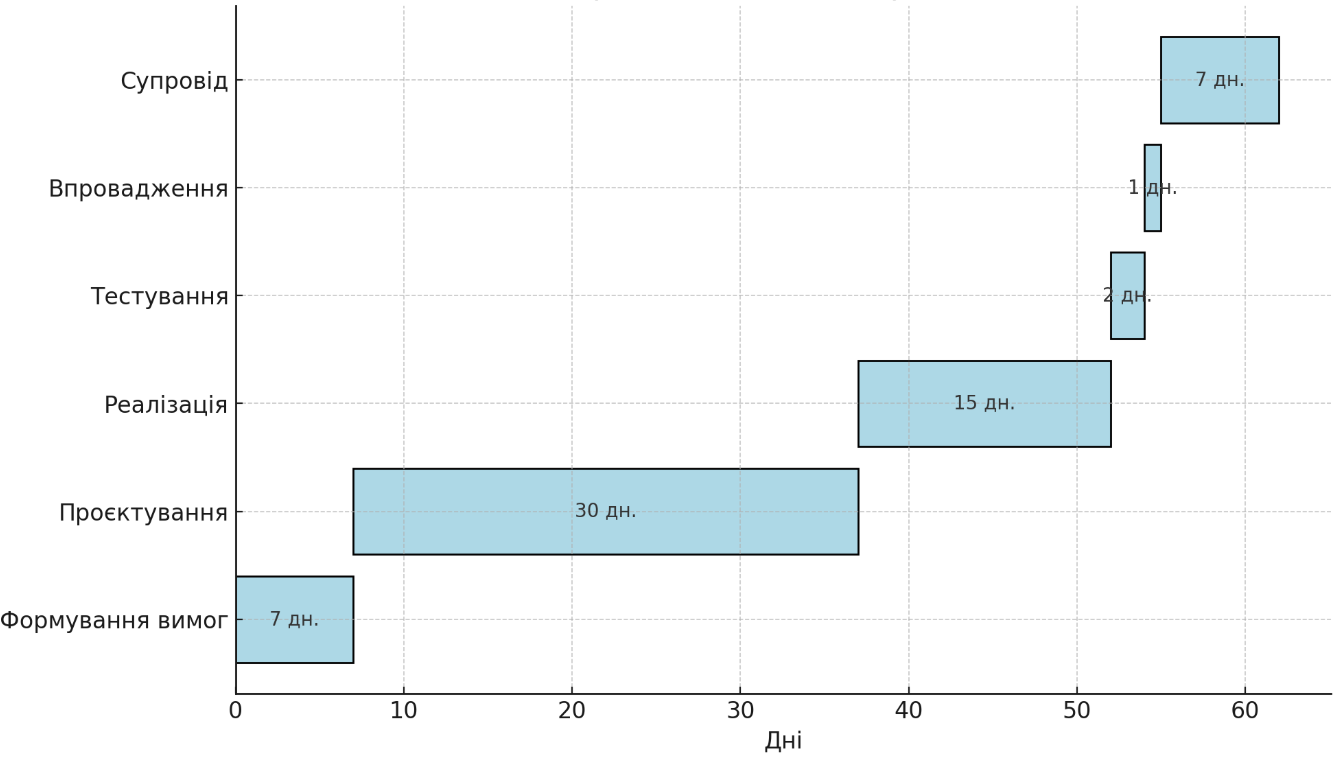 Супровід
7 дн.
Впровадження
1 дн.
Тестування
2 дн.
Реалізація
15 дн.
Проєктування
30 дн.
Формування вимог
7 дн.
0 10 20 30 40 50 60
Дні